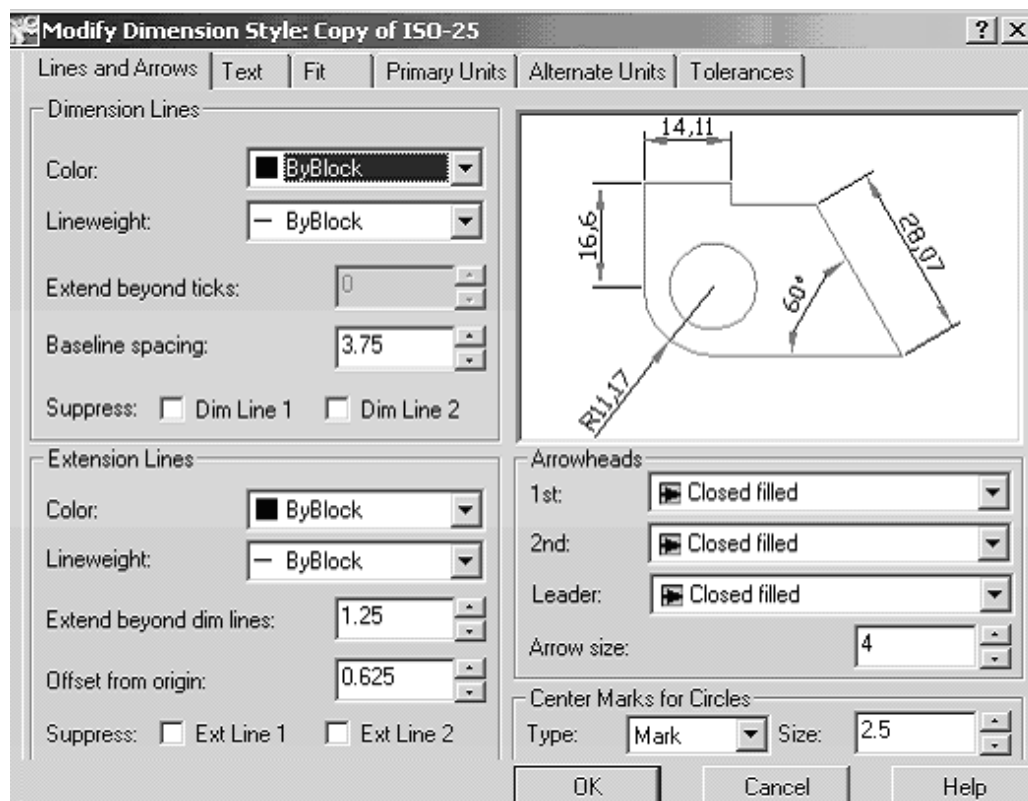 Modify Dimension Style: Copy of ISO-25
Lines and Arrows Text Fit Primary Units Alternate Units Tolerances
Dimension Lines
Color: ByBlock
Lineweight: ByBlock
Extend beyond ticks: 0
Baseline spacing: 3.75
Suppress: Dim Line 1 Dim Line 2
14,11
16,6
28,07
60°
R11,17
Extension Lines
Color: ByBlock
Lineweight: ByBlock
Extend beyond dim lines: 1.25
Offset from origin: 0.625
Suppress: Ext Line 1 Ext Line 2
Arrowheads
1st: Closed filled
2nd: Closed filled
Leader: Closed filled
Arrow size: 4
Center Marks for Circles
Type: Mark Size: 2.5
OK Cancel Help